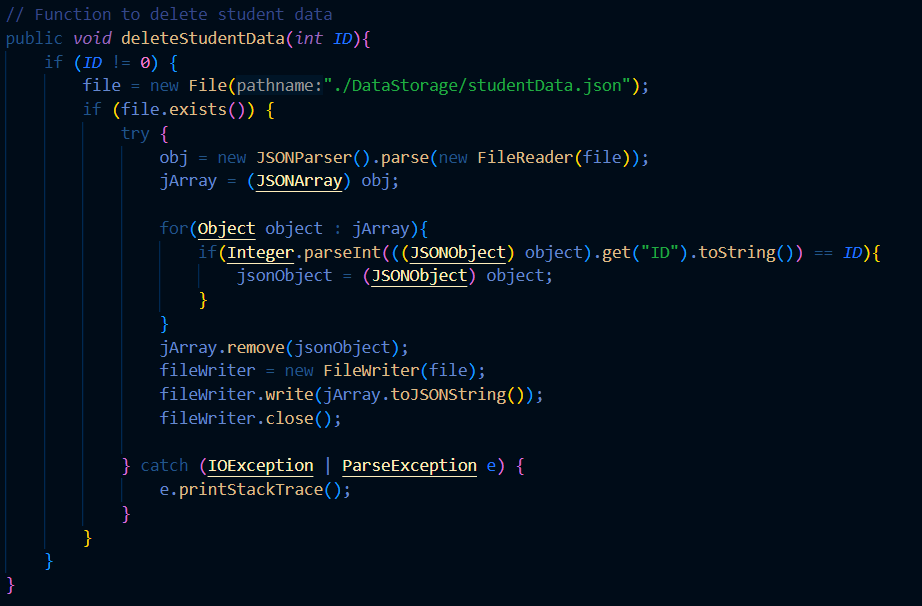 // Function to delete student data
public void deleteStudentData(int ID){
if (ID != 0) {
file = new File(pathname:"./DataStorage/studentData.json");
if (file.exists()) {
try {
obj = new JSONParser().parse(new FileReader(file));
jArray = (JSONArray) obj;
for(Object object : jArray){
if(Integer.parseInt(((JSONObject) object).get("ID").toString()) == ID){
jsonObject = (JSONObject) object;
}
}
jArray.remove(jsonObject);
fileWriter = new FileWriter(file);
fileWriter.write(jArray.toJSONString());
fileWriter.close();
} catch (IOException | ParseException e) {
e.printStackTrace();
}
}
}
}